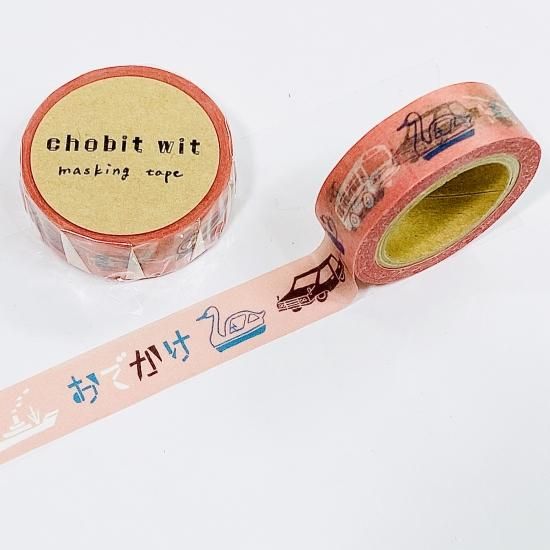 chobit wit
masking tape
おでかけ